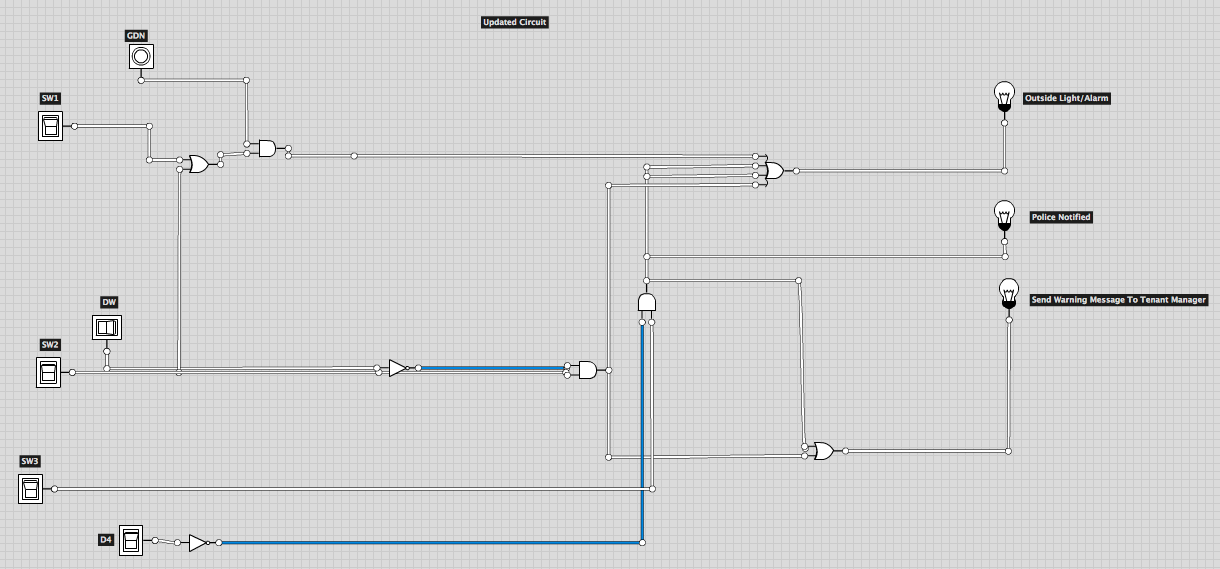 Updated Circuit
GDN
SW1
Outside Light/Alarm
Police Notified
DW
Send Warning Message To Tenant Manager
SW2
SW3
D4